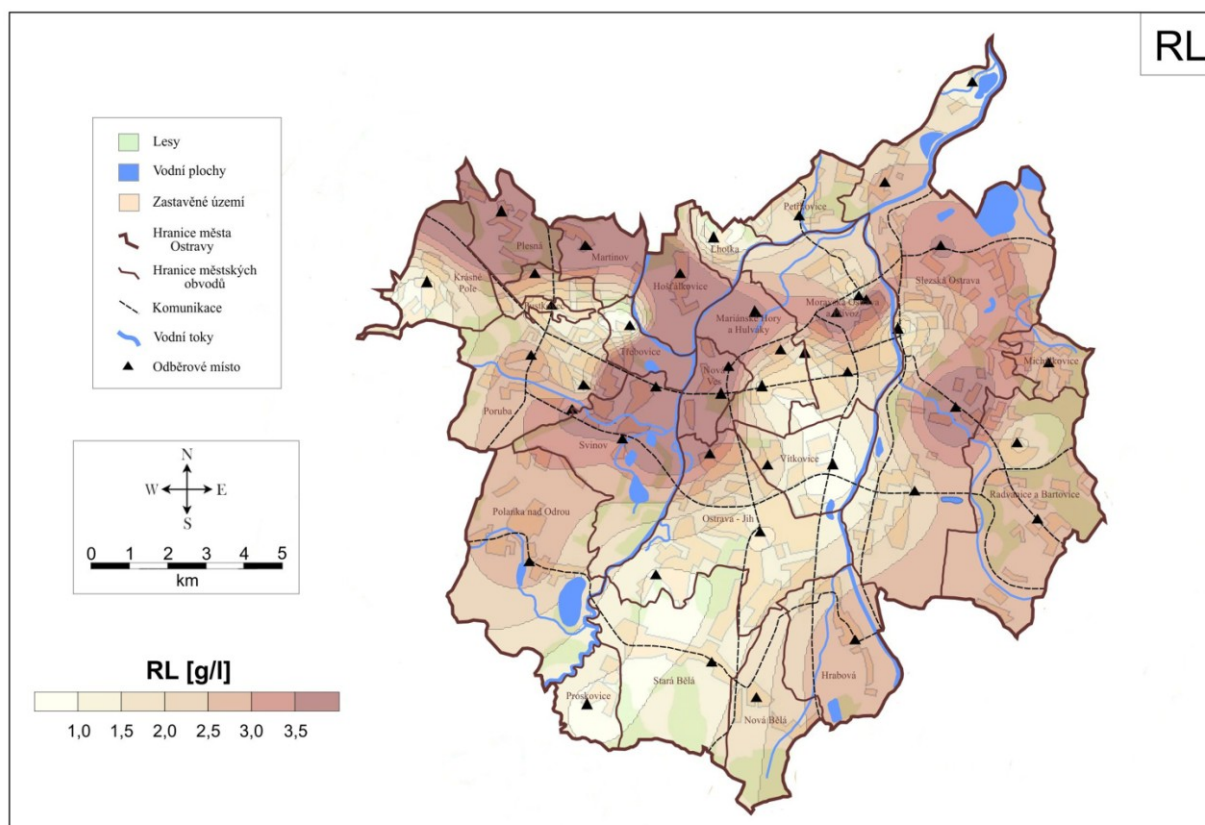 RL
Lesy
Vodní plochy
Zastavěné území
Hranice města
Ostravy
Hranice městských
obvodů
Komunikace
Vodní toky
Odběrové místo
N
W
E
S
0 1 2 3 4 5
km
RL [g/l]
1,0 1,5 2,0 2,5 3,0 3,5
Petřkovice
Lhotka
Plesná
Martinov
Krásné
Pole
Hošťálkovice
Slezská Ostrava
Mariánské Hory
a Hulváky
Třebovice
Nová
Ves
Michálkovice
Poruba
Svinov
Vítkovice
Radvanice a Bartovice
Polanka nad Odrou
Ostrava - Jih
Proskovice
Stará Bělá
Hrabová
Nová Bělá